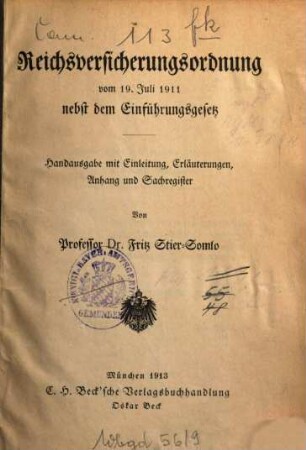 113 fk
Reichsversicherungsordnung
vom 19. Juli 1911
nebst dem Einführungsgesetz
Handausgabe mit Einleitung, Erläuterungen,
Anhang und Sachregister
Von
Professor Dr. Fritz Stier-Somlo
München 1913
C. H. Beck'sche Verlagsbuchhandlung
Oskar Beck